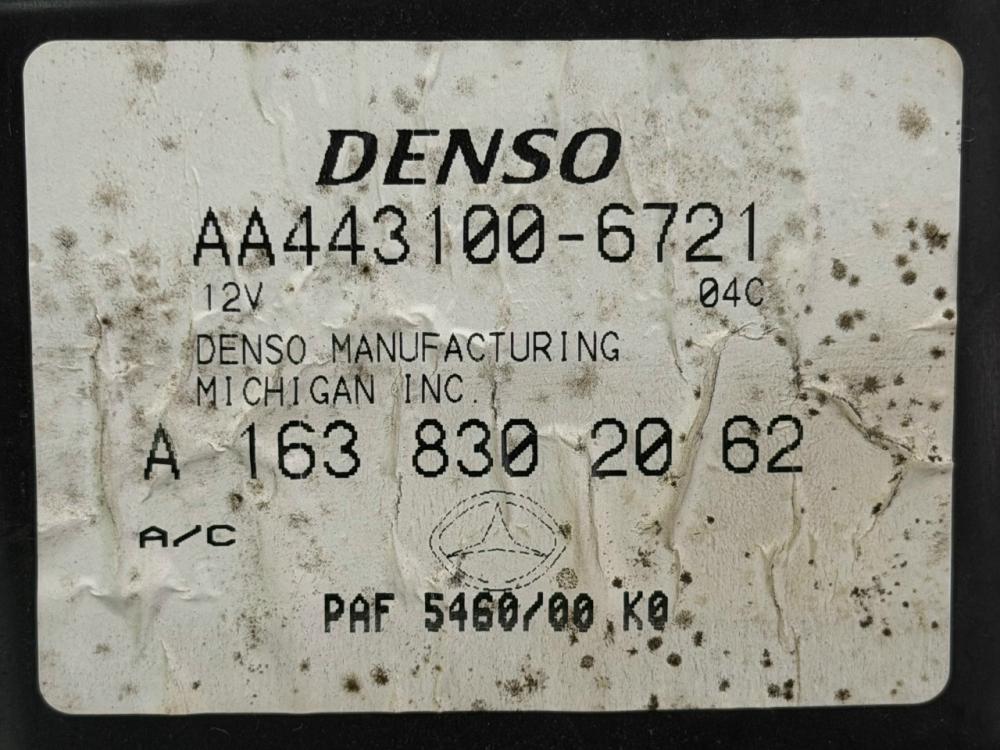 DENSO
AA443100-6721
12V 04C
DENSO MANUFACTURING
MICHIGAN INC.
A 163 830 20 62
A/C
PAF 5460/00 K0